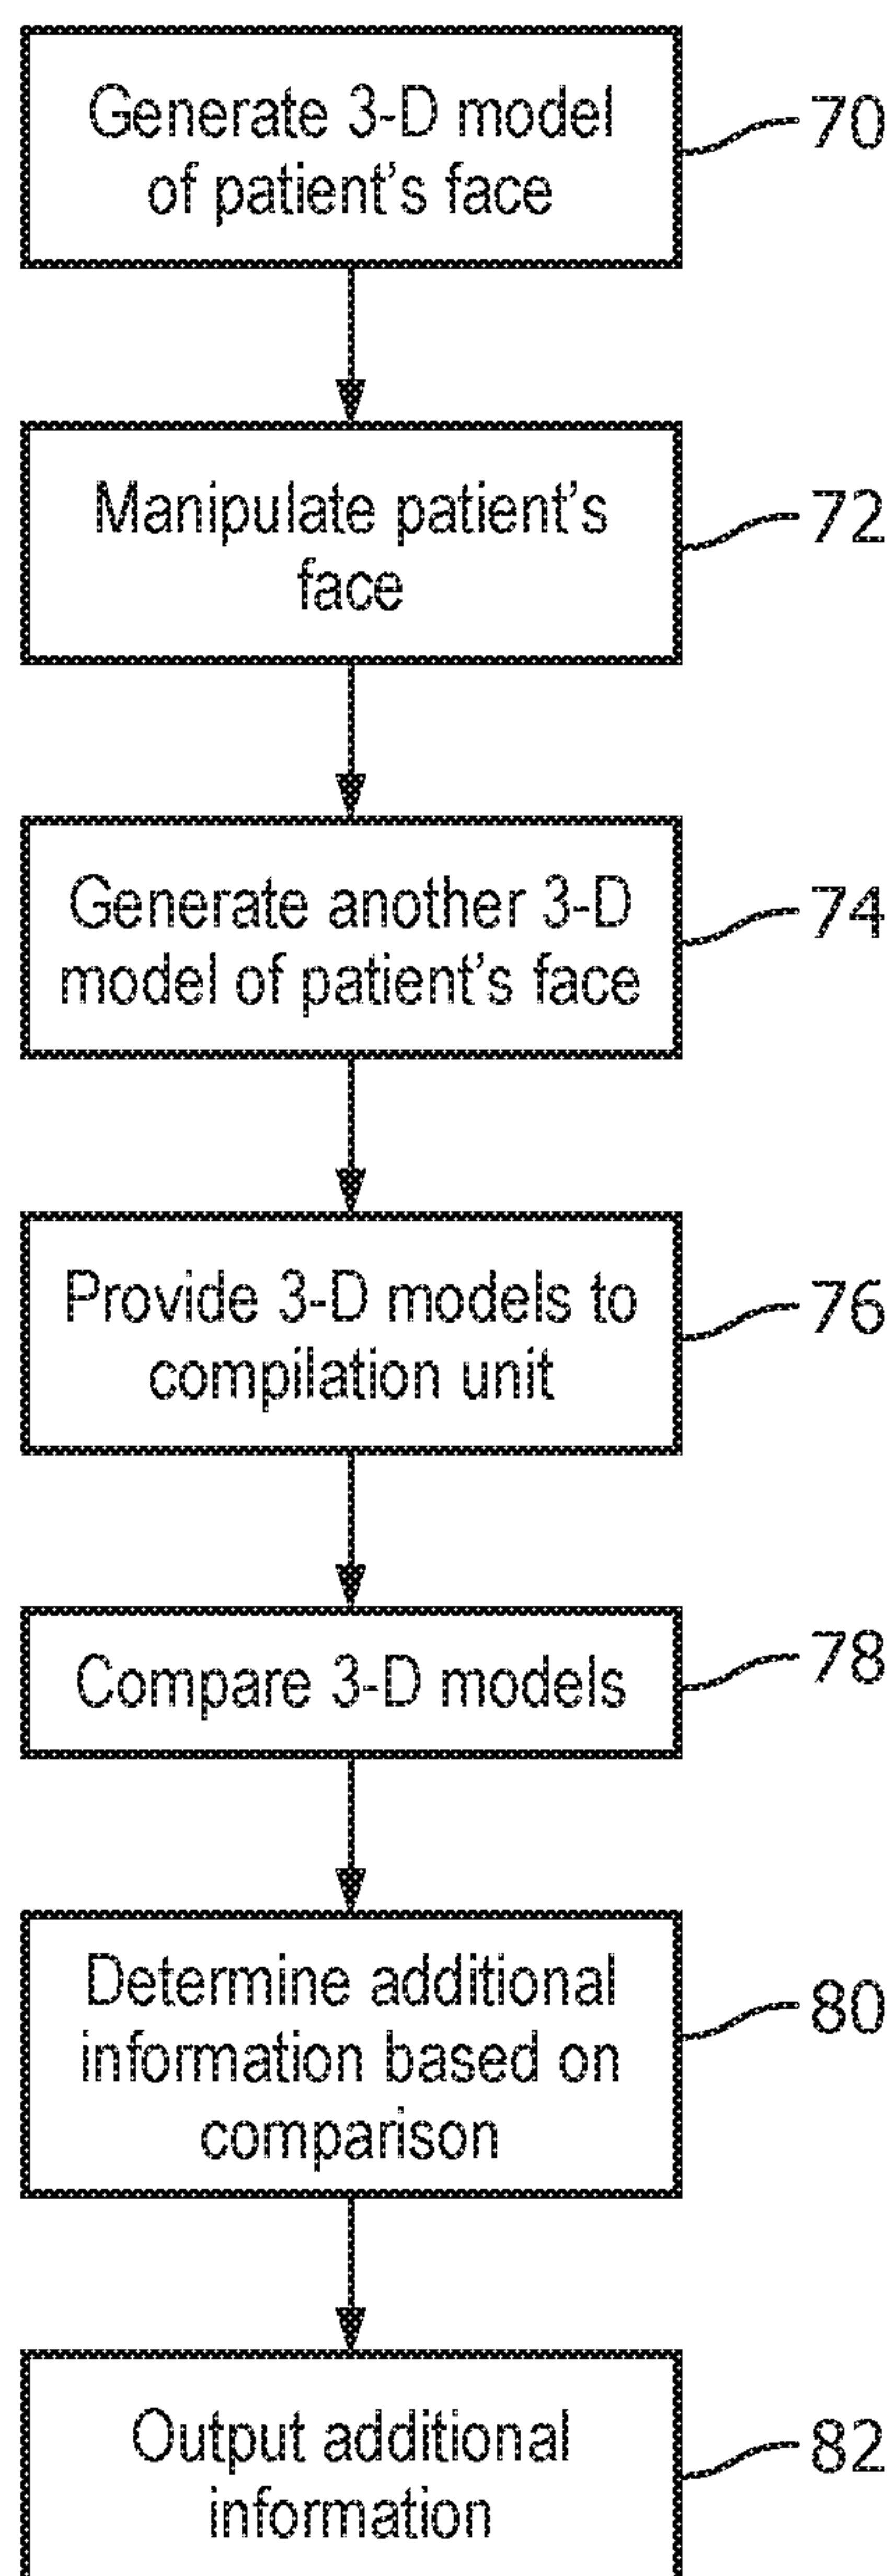 Generate 3-D model
of patient's face
70
Manipulate patient's
face
72
Generate another 3-D
model of patient's face
74
Provide 3-D models to
compilation unit
76
Compare 3-D models
78
Determine additional
information based on
comparison
80
Output additional
information
82